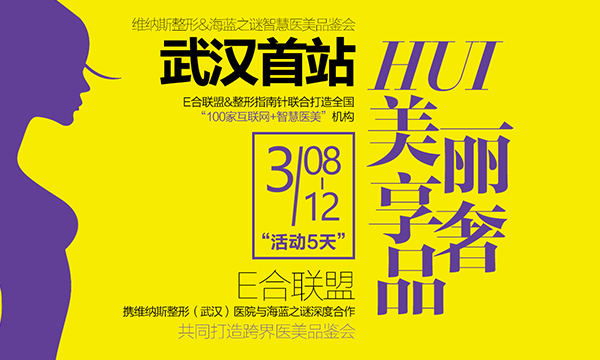 维纳斯整形&海蓝之谜智慧医美品鉴会
武汉首站
E合联盟&整形指南针联合打造全国
“100家互联网+智慧医美”机构
3/08-12
“活动5天”
E合联盟
携维纳斯整形（武汉）医院与海蓝之谜深度合作
共同打造跨界医美品鉴会
HUI
美享品
丽奢